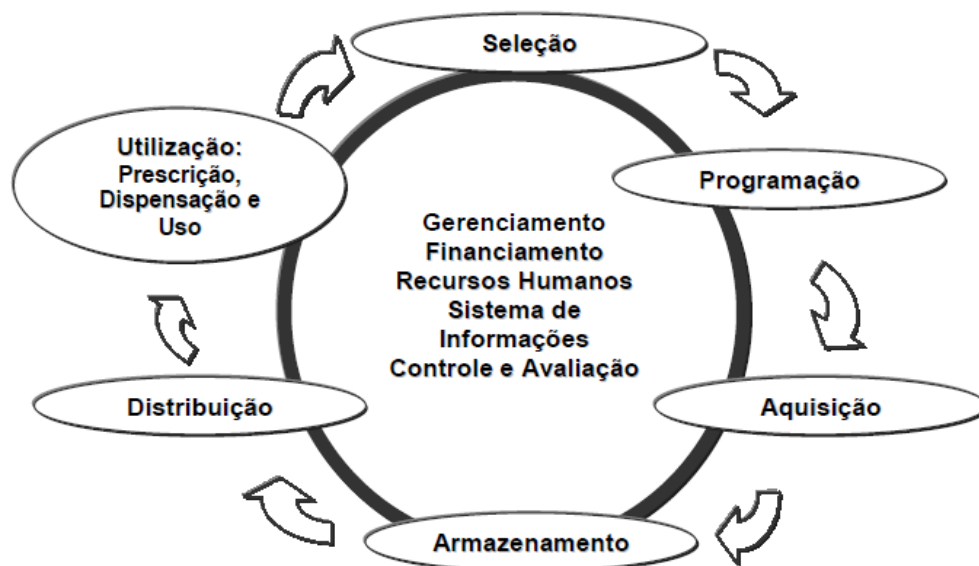 Seleção
Programação
Aquisição
Armazenamento
Distribuição
Utilização:
Prescrição,
Dispensação e
Uso
Gerenciamento
Financiamento
Recursos Humanos
Sistema de
Informações
Controle e Avaliação